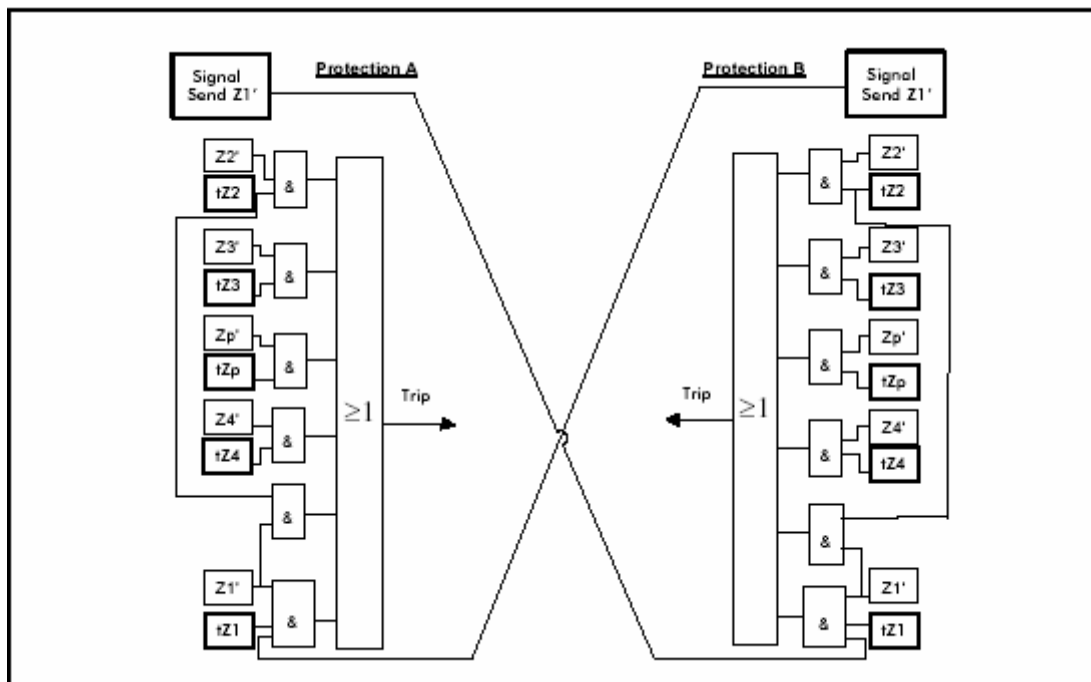 Signal
Send Z1'
Protection A
Protection B
Signal
Send Z1'
Z2'
&
tZ2
Z3'
&
tZ3
Zp'
&
tZp
Z4'
&
tZ4
&
Z1'
&
tZ1
≥1
Trip
Trip
≥1
&
Z2'
tZ2
&
Z3'
tZ3
&
Zp'
tZp
&
Z4'
tZ4
&
Z1'
&
tZ1